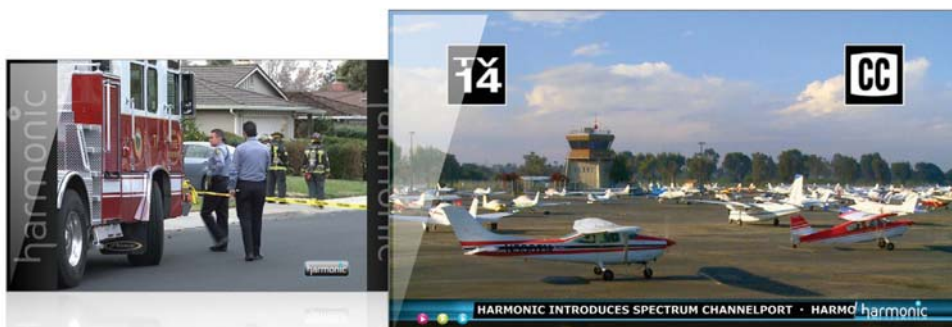 harmonic
harmonic
harmonic
TV
14
CC
HARMONIC INTRODUCES SPECTRUM CHANNELPORT · HARMO
harmonic